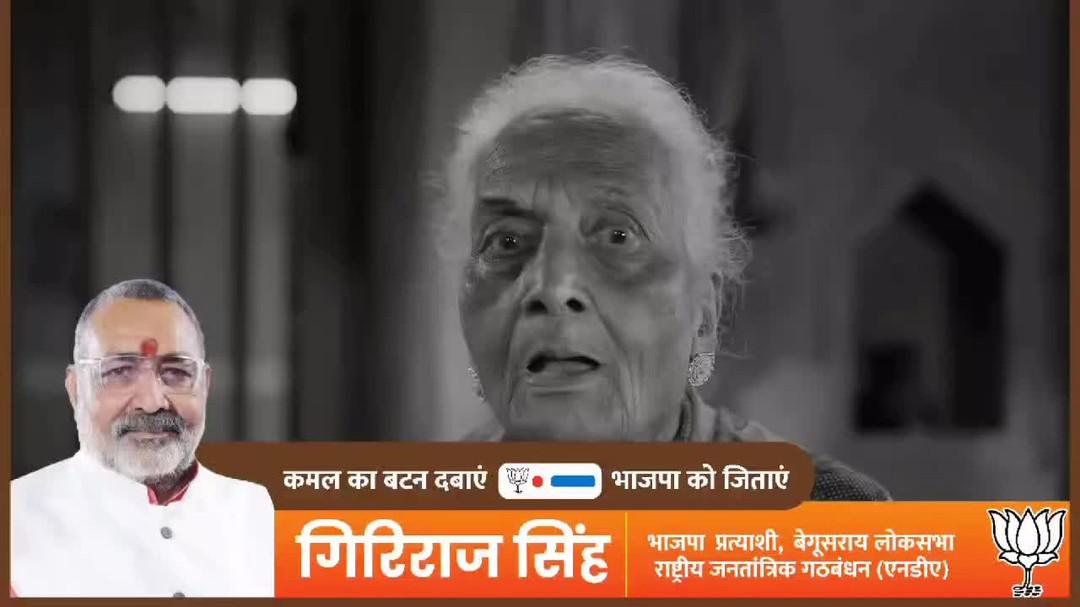 कमल का बटन दबाएं भाजपा को जिताएं
गिरिराज सिंह
भाजपा प्रत्याशी, बेगूसराय लोकसभा
राष्ट्रीय जनतांत्रिक गठबंधन (एनडीए)